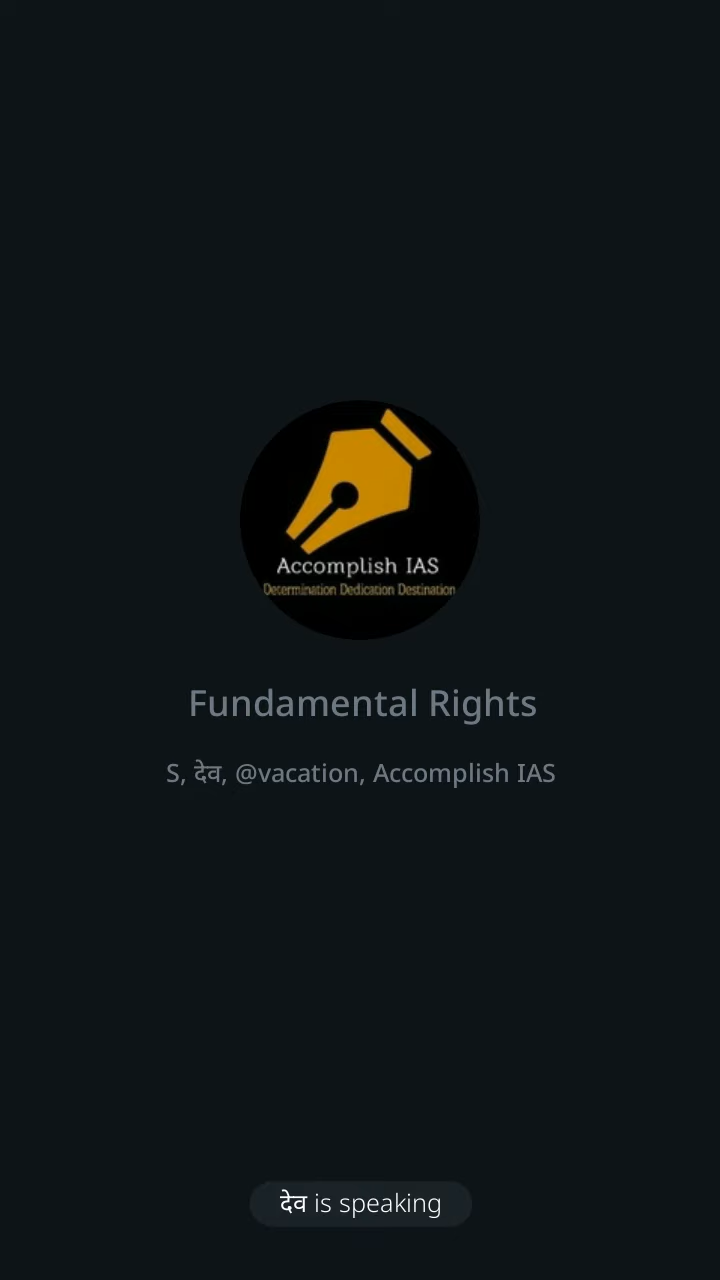 Accomplish IAS
Determination Dedication Destination
Fundamental Rights
S, देव, @vacation, Accomplish IAS
देव is speaking